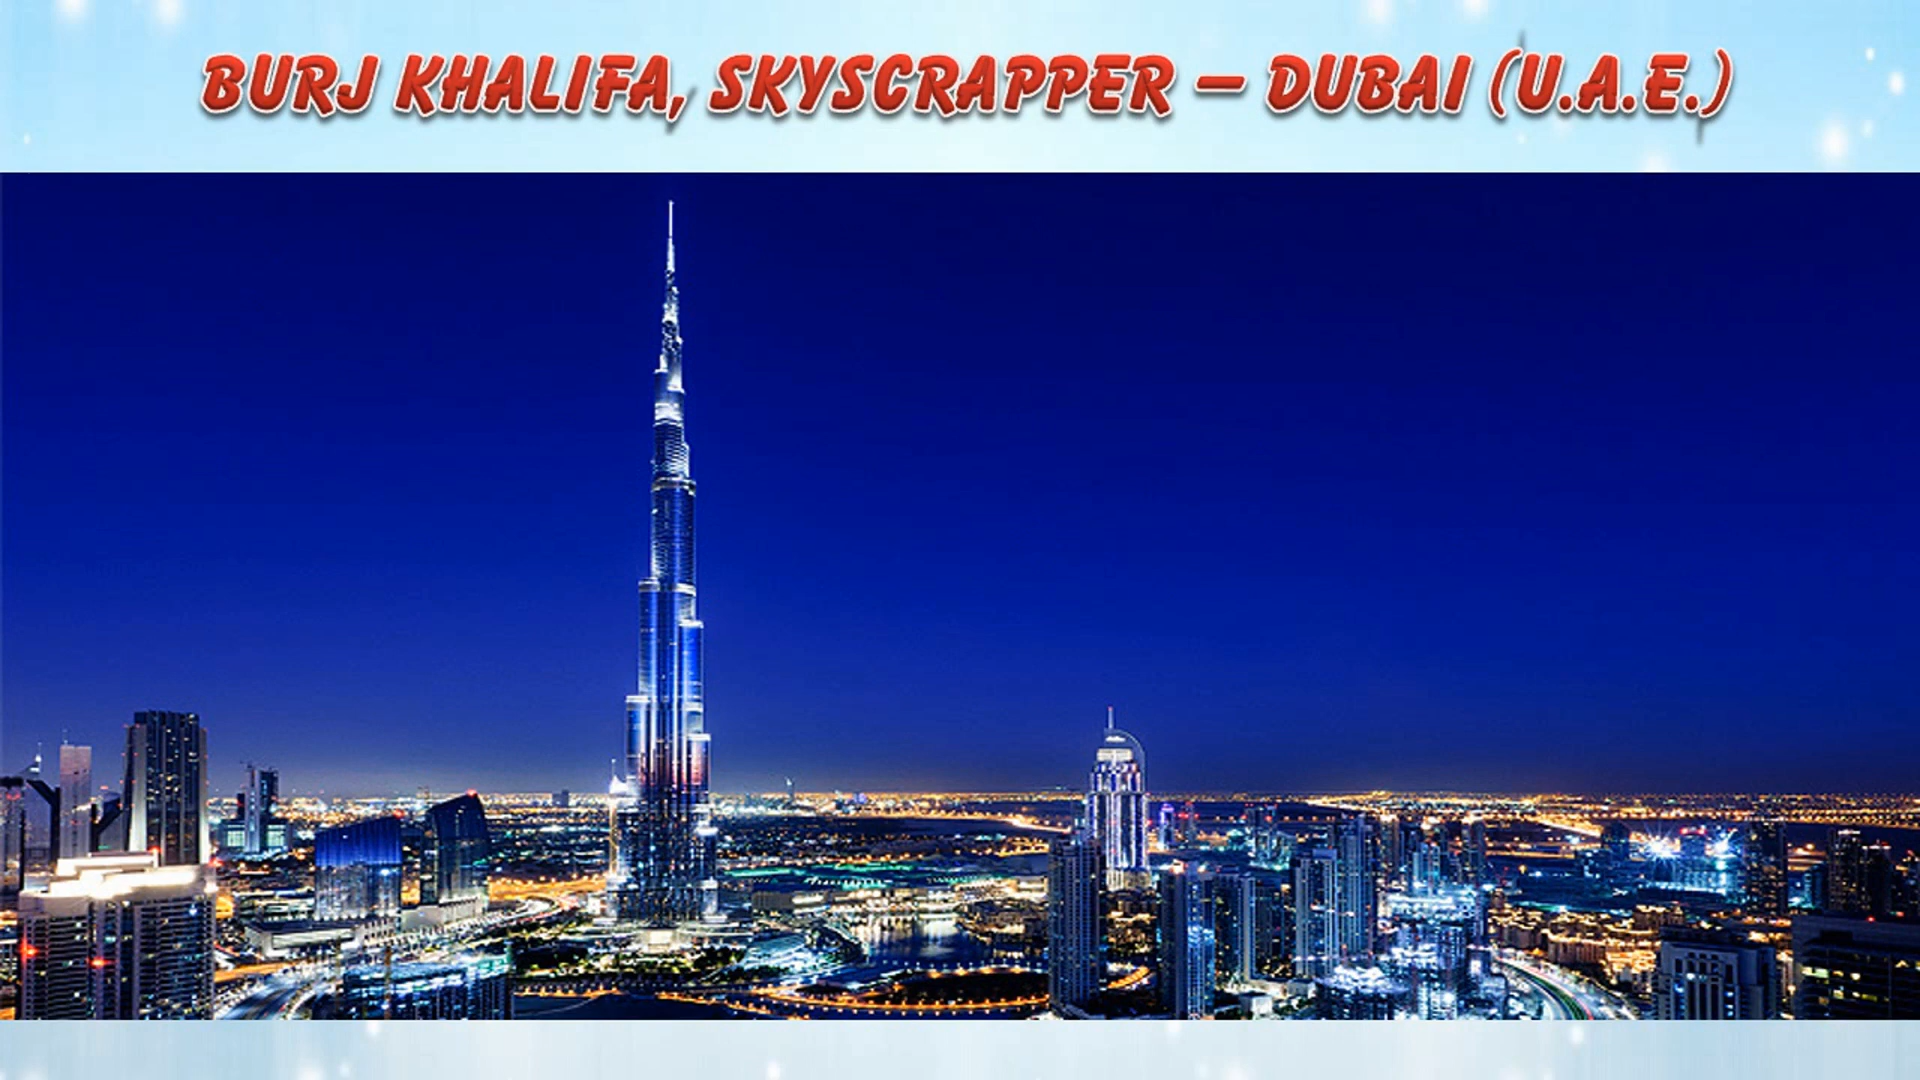 BURJ KHALIFA, SKYSCRAPPER – DUBAI (U.A.E.)